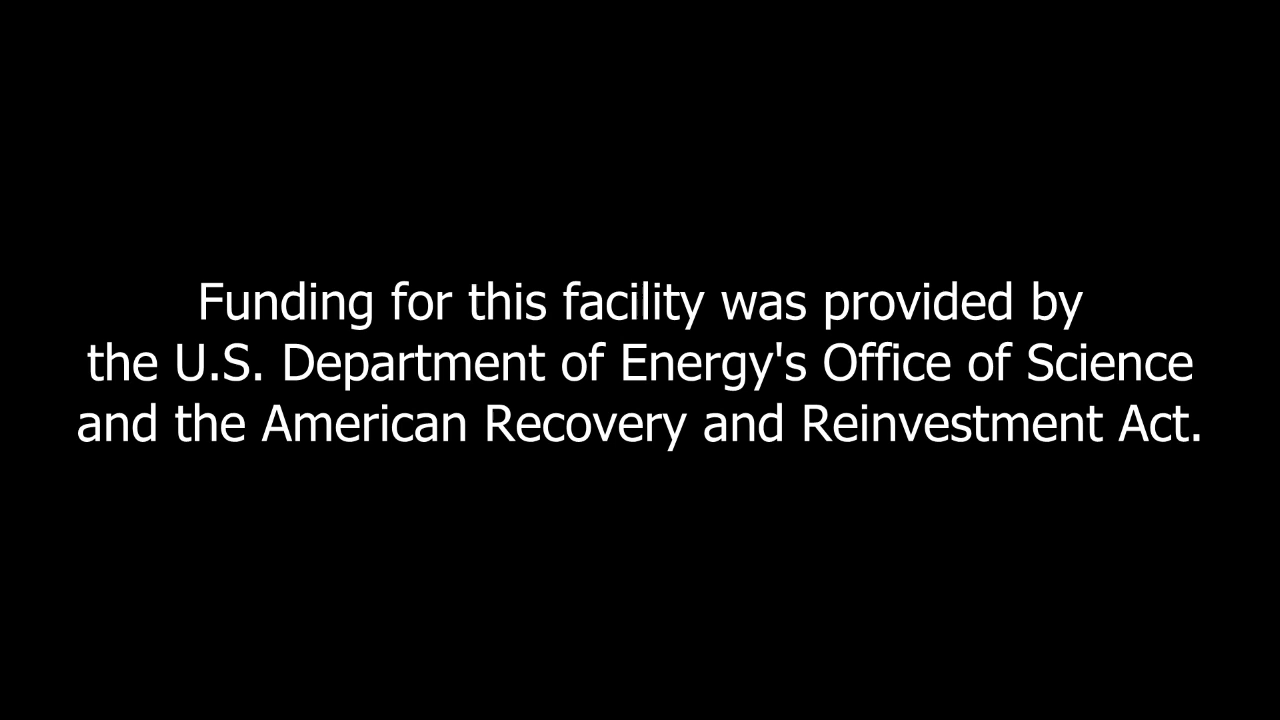 Funding for this facility was provided by
the U.S. Department of Energy's Office of Science
and the American Recovery and Reinvestment Act.